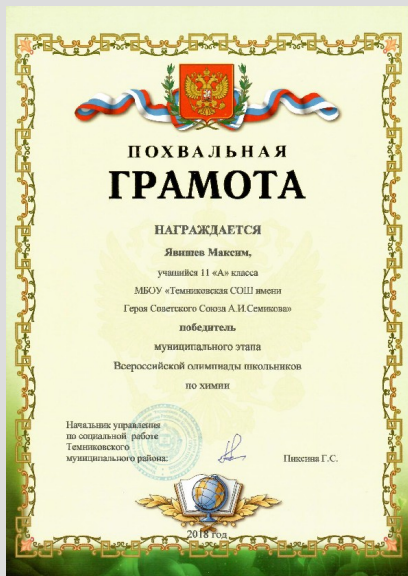 ПОХВАЛЬНАЯ
ГРАМОТА
НАГРАЖДАЕТСЯ
Явишев Максим,
учащийся 11 «А» класса
МБОУ «Темниковская СОШ имени
Героя Советского Союза А.И.Семикова»
победитель
муниципального этапа
Всероссийской олимпиады школьников
по химии
Начальник управления
по социальной работе
Темниковского
муниципального района:
Пиксина Г.С.
2018 год